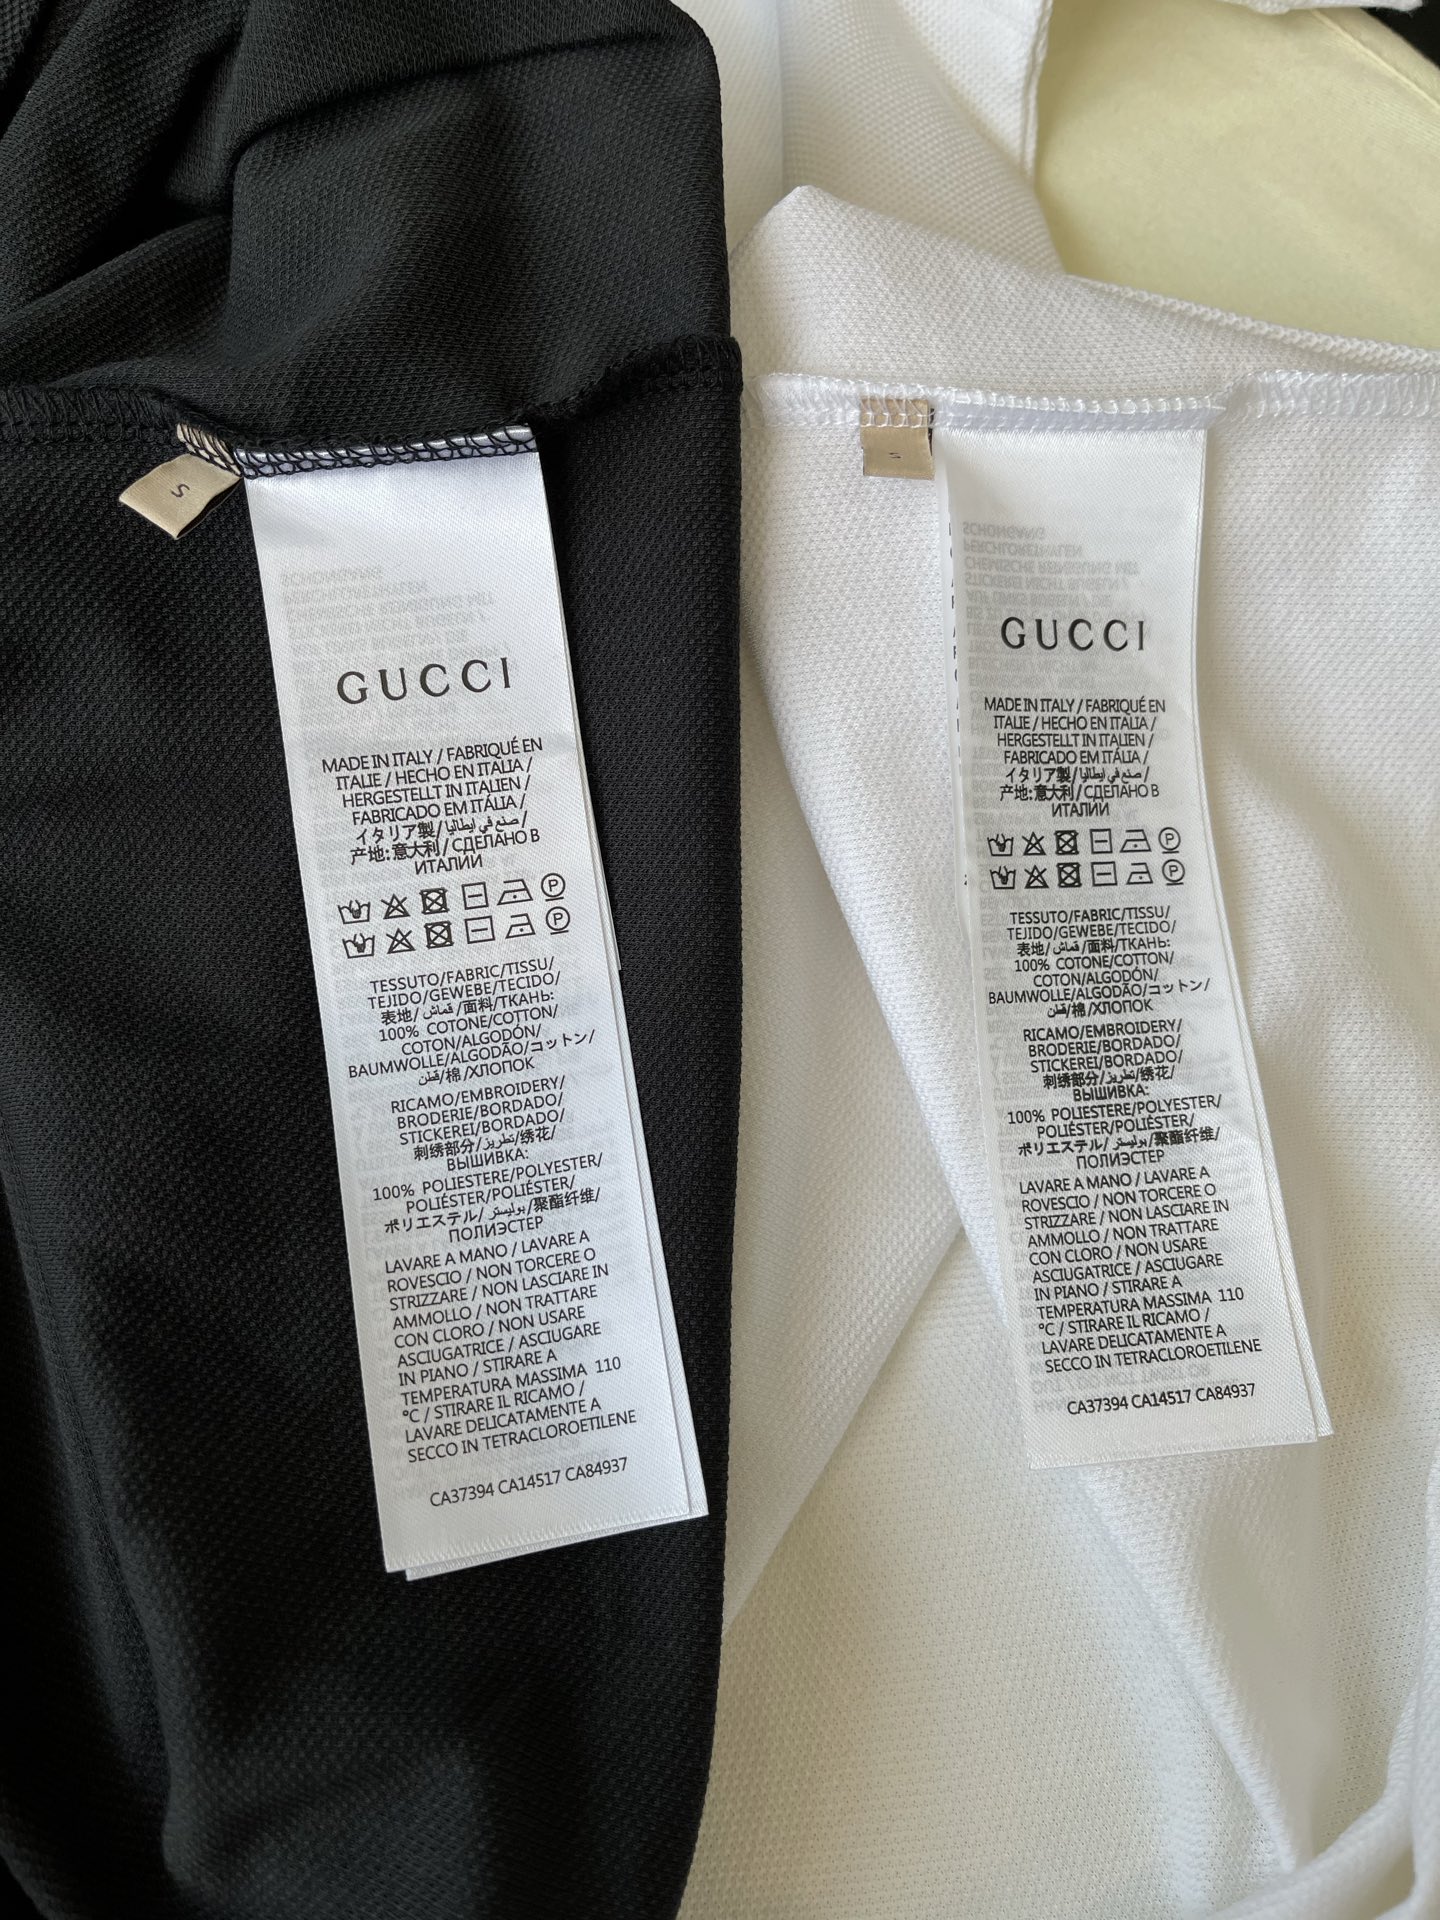 S
GUCCI
MADE IN ITALY / FABRIQUÉ EN
ITALIE / HECHO EN ITALIA /
HERGESTELLT IN ITALIEN /
FABRICADO EM ITÁLIA /
イタリア製 / صنع في إيطاليا /
产地:意大利 / СДЕЛАНО В
ИТАЛИИ
P
P
TESSUTO/FABRIC/TISSU/
TEJIDO/GEWEBE/TECIDO/
表地/ قماش /面料/ТКАНЬ:
100% COTONE/COTTON/
COTON/ALGODÓN/
BAUMWOLLE/ALGODÃO/コットン/
قطن/棉/ХЛОПОК
RICAMO/EMBROIDERY/
BRODERIE/BORDADO/
STICKEREI/BORDADO/
刺绣部分/تطريز/绣花/
ВЫШИВКА:
100% POLIESTERE/POLYESTER/
POLIÉSTER/POLIÉSTER/
ポリエステル/ بوليستر /聚酯纤维/
ПОЛИЭСТЕР
LAVARE A MANO / LAVARE A
ROVESCIO / NON TORCERE O
STRIZZARE / NON LASCIARE IN
AMMOLLO / NON TRATTARE
CON CLORO / NON USARE
ASCIUGATRICE / ASCIUGARE
IN PIANO / STIRARE A
TEMPERATURA MASSIMA 110
°C / STIRARE IL RICAMO /
LAVARE DELICATAMENTE A
SECCO IN TETRACLOROETILENE
CA37394 CA14517 CA84937
S
GUCCI
MADE IN ITALY / FABRIQUÉ EN
ITALIE / HECHO EN ITALIA /
HERGESTELLT IN ITALIEN /
FABRICADO EM ITÁLIA /
イタリア製 / صنع في إيطاليا /
产地:意大利 / СДЕЛАНО В
ИТАЛИИ
P
P
TESSUTO/FABRIC/TISSU/
TEJIDO/GEWEBE/TECIDO/
表地/ قماش /面料/ТКАНЬ:
100% COTONE/COTTON/
COTON/ALGODÓN/
BAUMWOLLE/ALGODÃO/コットン/
قطن/棉/ХЛОПОК
RICAMO/EMBROIDERY/
BRODERIE/BORDADO/
STICKEREI/BORDADO/
刺绣部分/تطريز/绣花/
ВЫШИВКА:
100% POLIESTERE/POLYESTER/
POLIÉSTER/POLIÉSTER/
ポリエステル/ بوليستر /聚酯纤维/
ПОЛИЭСТЕР
LAVARE A MANO / LAVARE A
ROVESCIO / NON TORCERE O
STRIZZARE / NON LASCIARE IN
AMMOLLO / NON TRATTARE
CON CLORO / NON USARE
ASCIUGATRICE / ASCIUGARE
IN PIANO / STIRARE A
TEMPERATURA MASSIMA 110
°C / STIRARE IL RICAMO /
LAVARE DELICATAMENTE A
SECCO IN TETRACLOROETILENE
CA37394 CA14517 CA84937